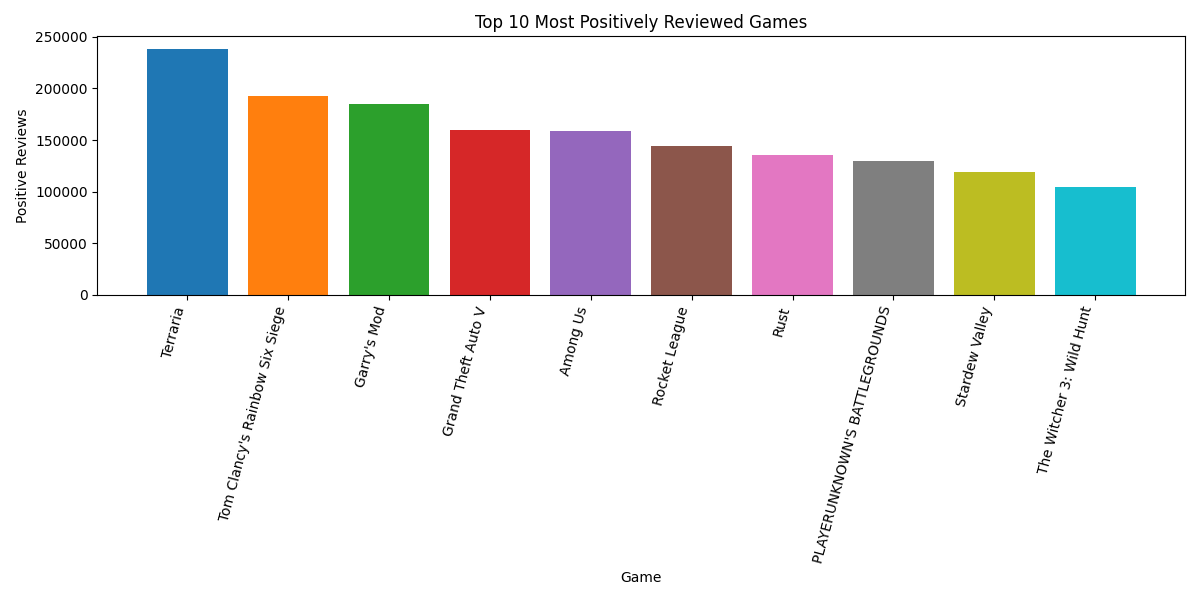 Top 10 Most Positively Reviewed Games
Positive Reviews
250000
200000
150000
100000
50000
0
Terraria
Tom Clancy's Rainbow Six Siege
Garry's Mod
Grand Theft Auto V
Among Us
Rocket League
Rust
PLAYERUNKNOWN'S BATTLEGROUNDS
Stardew Valley
The Witcher 3: Wild Hunt
Game